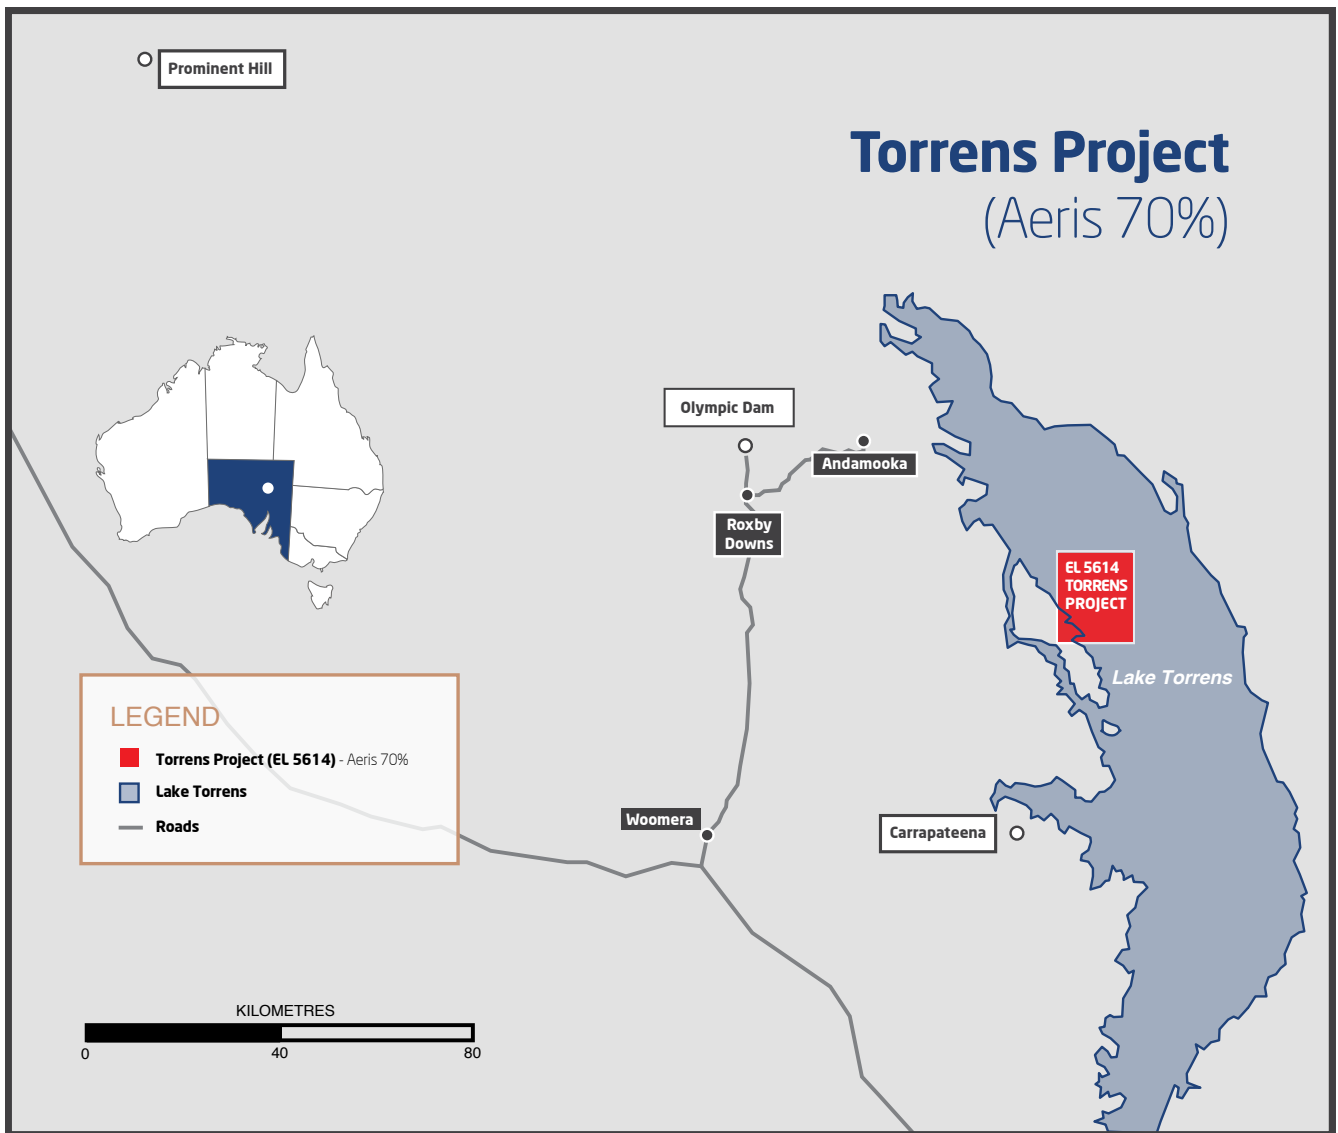 Prominent Hill
Torrens Project
(Aeris 70%)
Olympic Dam
Andamooka
Roxby
Downs
EL 5614
TORRENS
PROJECT
Lake Torrens
LEGEND
Torrens Project (EL 5614) - Aeris 70%
Lake Torrens
Roads
Woomera
Carrapateena
KILOMETRES
0 40 80